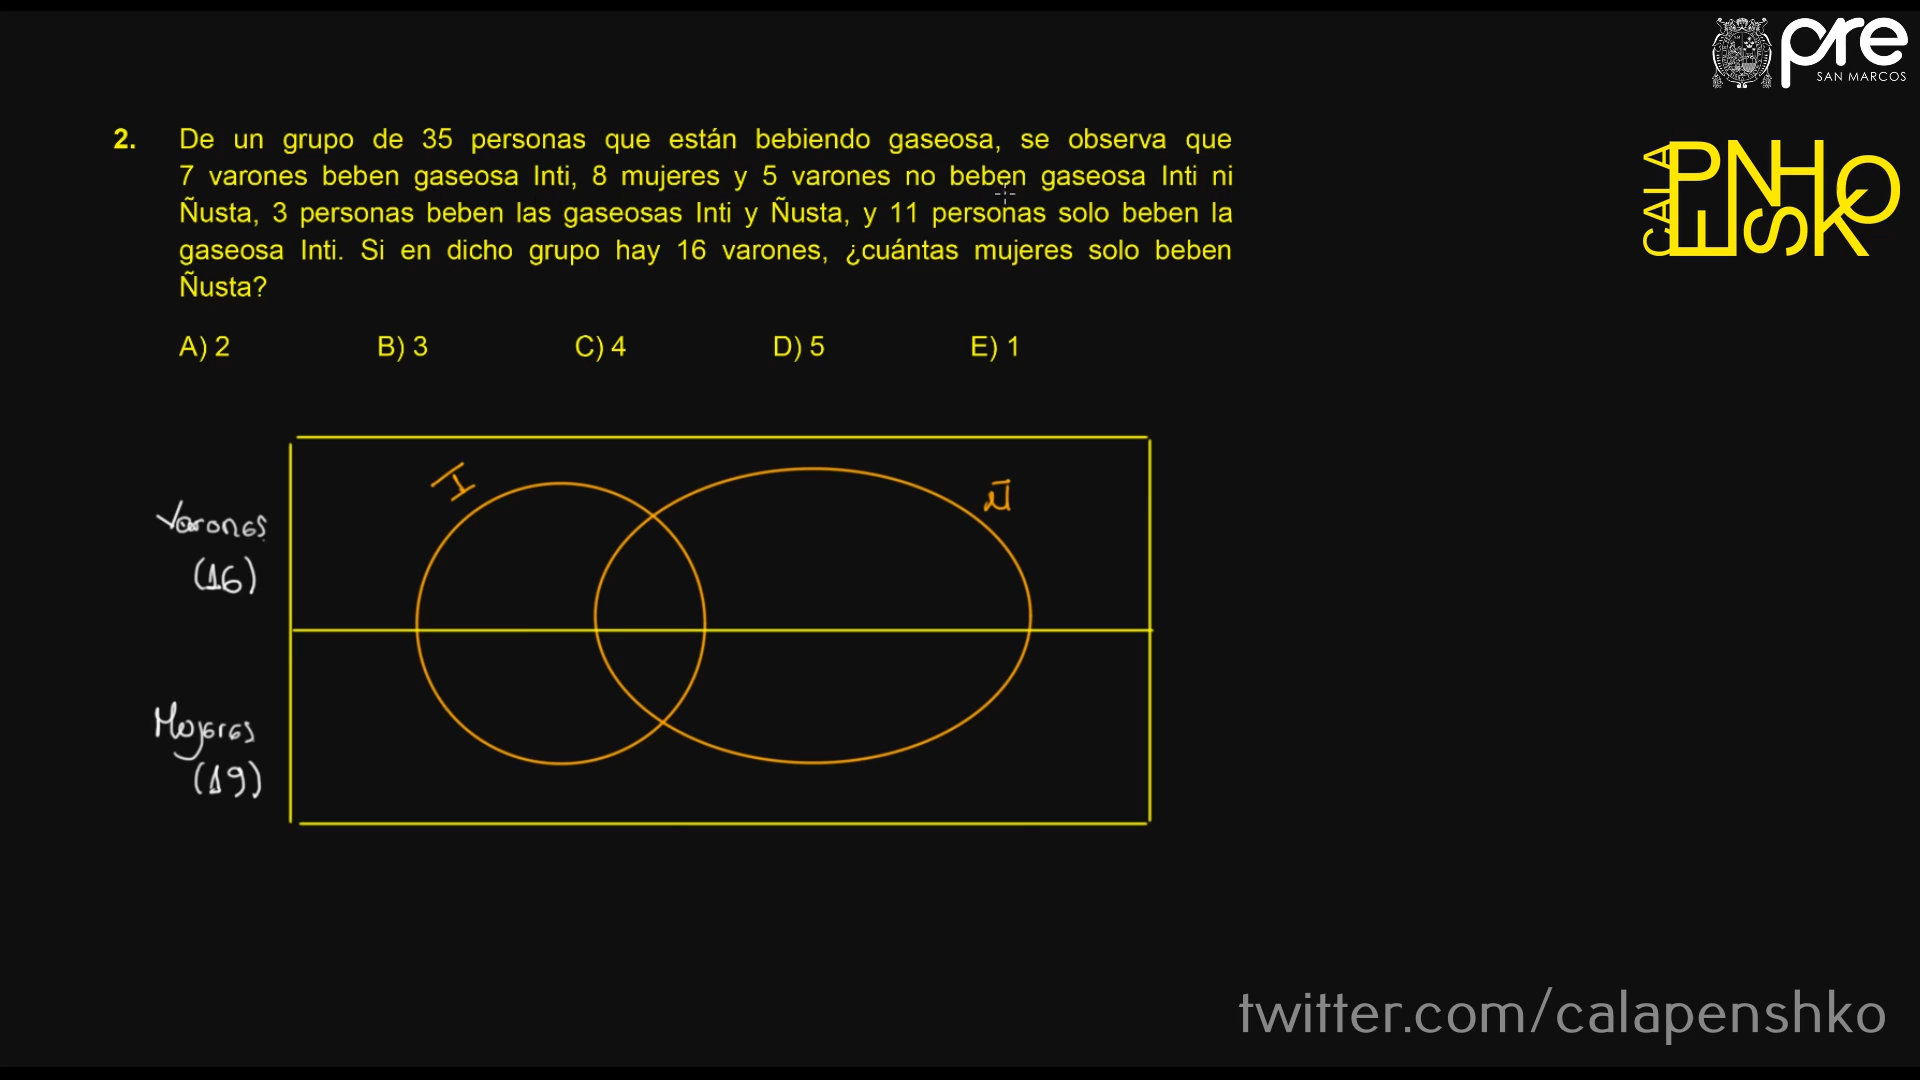 pre
SAN MARCOS
CALA
PENSHKO
2. De un grupo de 35 personas que están bebiendo gaseosa, se observa que
7 varones beben gaseosa Inti, 8 mujeres y 5 varones no beben gaseosa Inti ni
Ñusta, 3 personas beben las gaseosas Inti y Ñusta, y 11 personas solo beben la
gaseosa Inti. Si en dicho grupo hay 16 varones, ¿cuántas mujeres solo beben
Ñusta?
A) 2 B) 3 C) 4 D) 5 E) 1
I Ñ
Varones
(16)
Mujeres
(19)
twitter.com/calapenshko